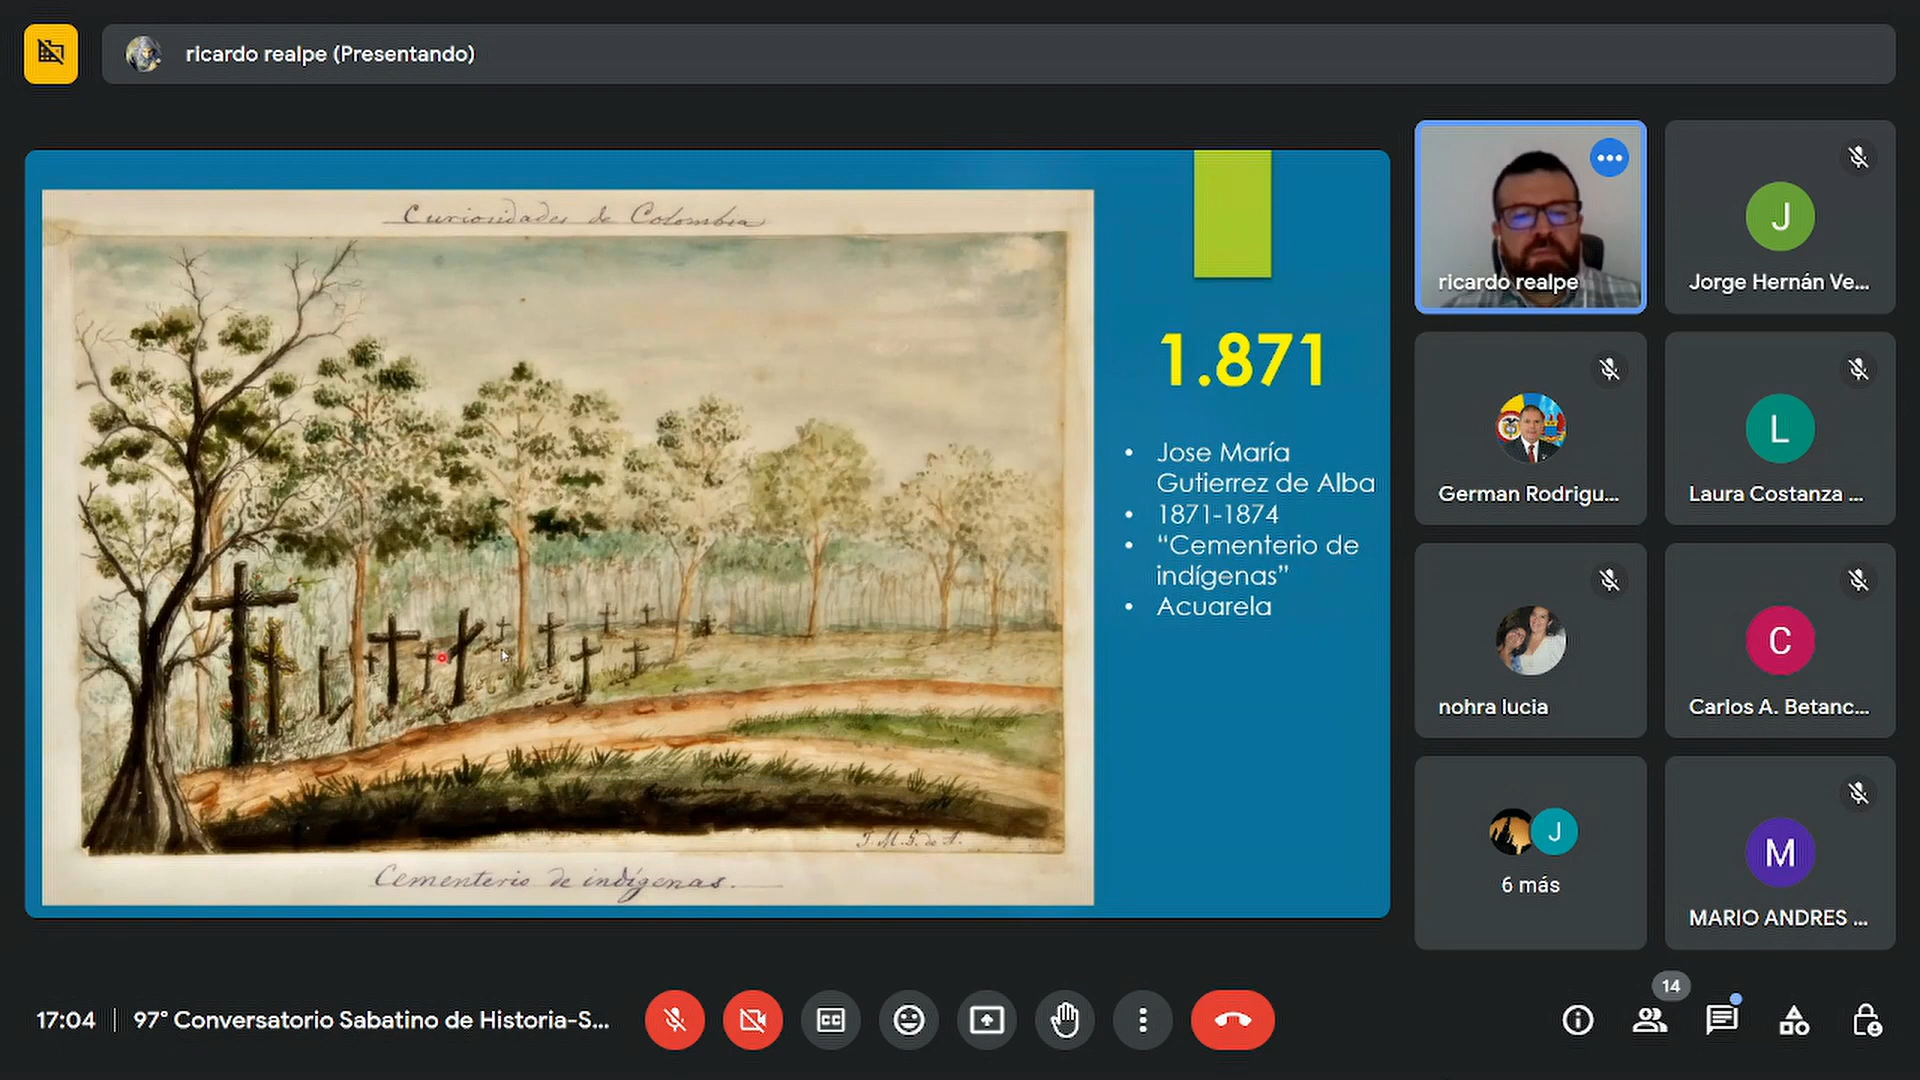 ricardo realpe (Presentando)
Curiosidades de Colombia
J. M. G. de A.
Cementerio de indígenas.
1.871
• Jose María
Gutierrez de Alba
• 1871-1874
• “Cementerio de
indígenas”
• Acuarela
ricardo realpe
J
Jorge Hernán Ve...
German Rodrigu...
L
Laura Costanza ...
nohra lucia
C
Carlos A. Betanc...
J
6 más
M
MARIO ANDRES ...
17:04
97° Conversatorio Sabatino de Historia-S...
CC
14